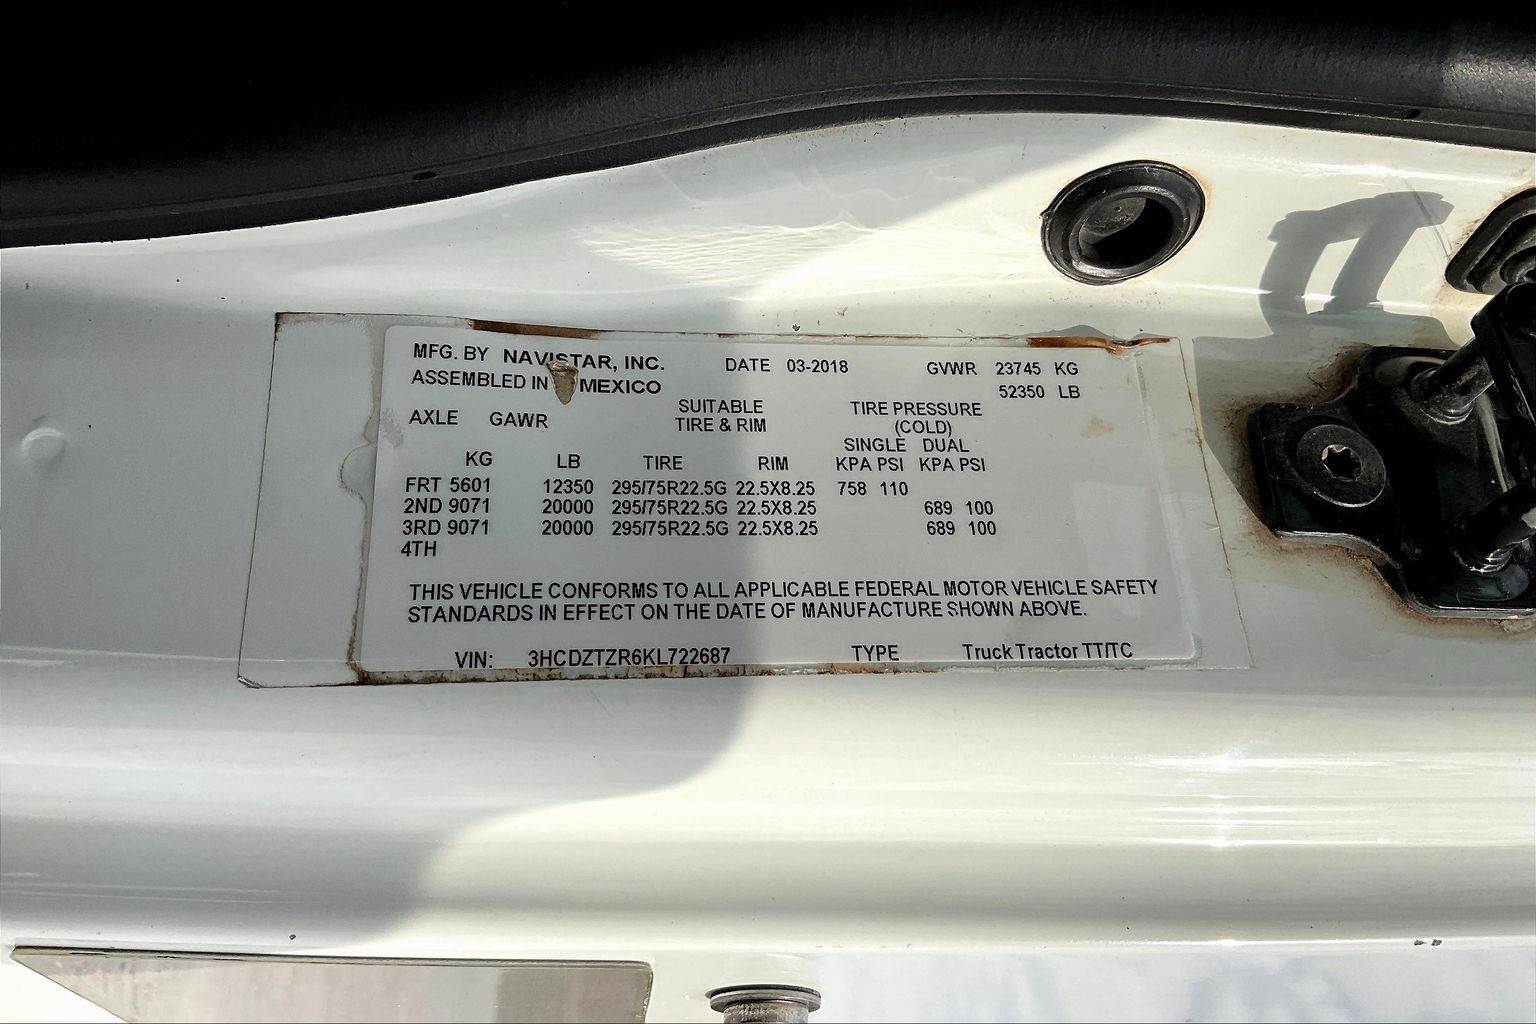 MFG. BY NAVISTAR, INC. DATE 03-2018 GVWR 23745 KG
ASSEMBLED IN MEXICO 52350 LB
AXLE GAWR SUITABLE TIRE PRESSURE
TIRE & RIM (COLD)
SINGLE DUAL
KG LB TIRE RIM KPA PSI KPA PSI
FRT 5601 12350 295/75R22.5G 22.5X8.25 758 110
2ND 9071 20000 295/75R22.5G 22.5X8.25 689 100
3RD 9071 20000 295/75R22.5G 22.5X8.25 689 100
4TH
THIS VEHICLE CONFORMS TO ALL APPLICABLE FEDERAL MOTOR VEHICLE SAFETY
STANDARDS IN EFFECT ON THE DATE OF MANUFACTURE SHOWN ABOVE.
VIN: 3HCDZTZR6KL722687 TYPE Truck Tractor TT/TC